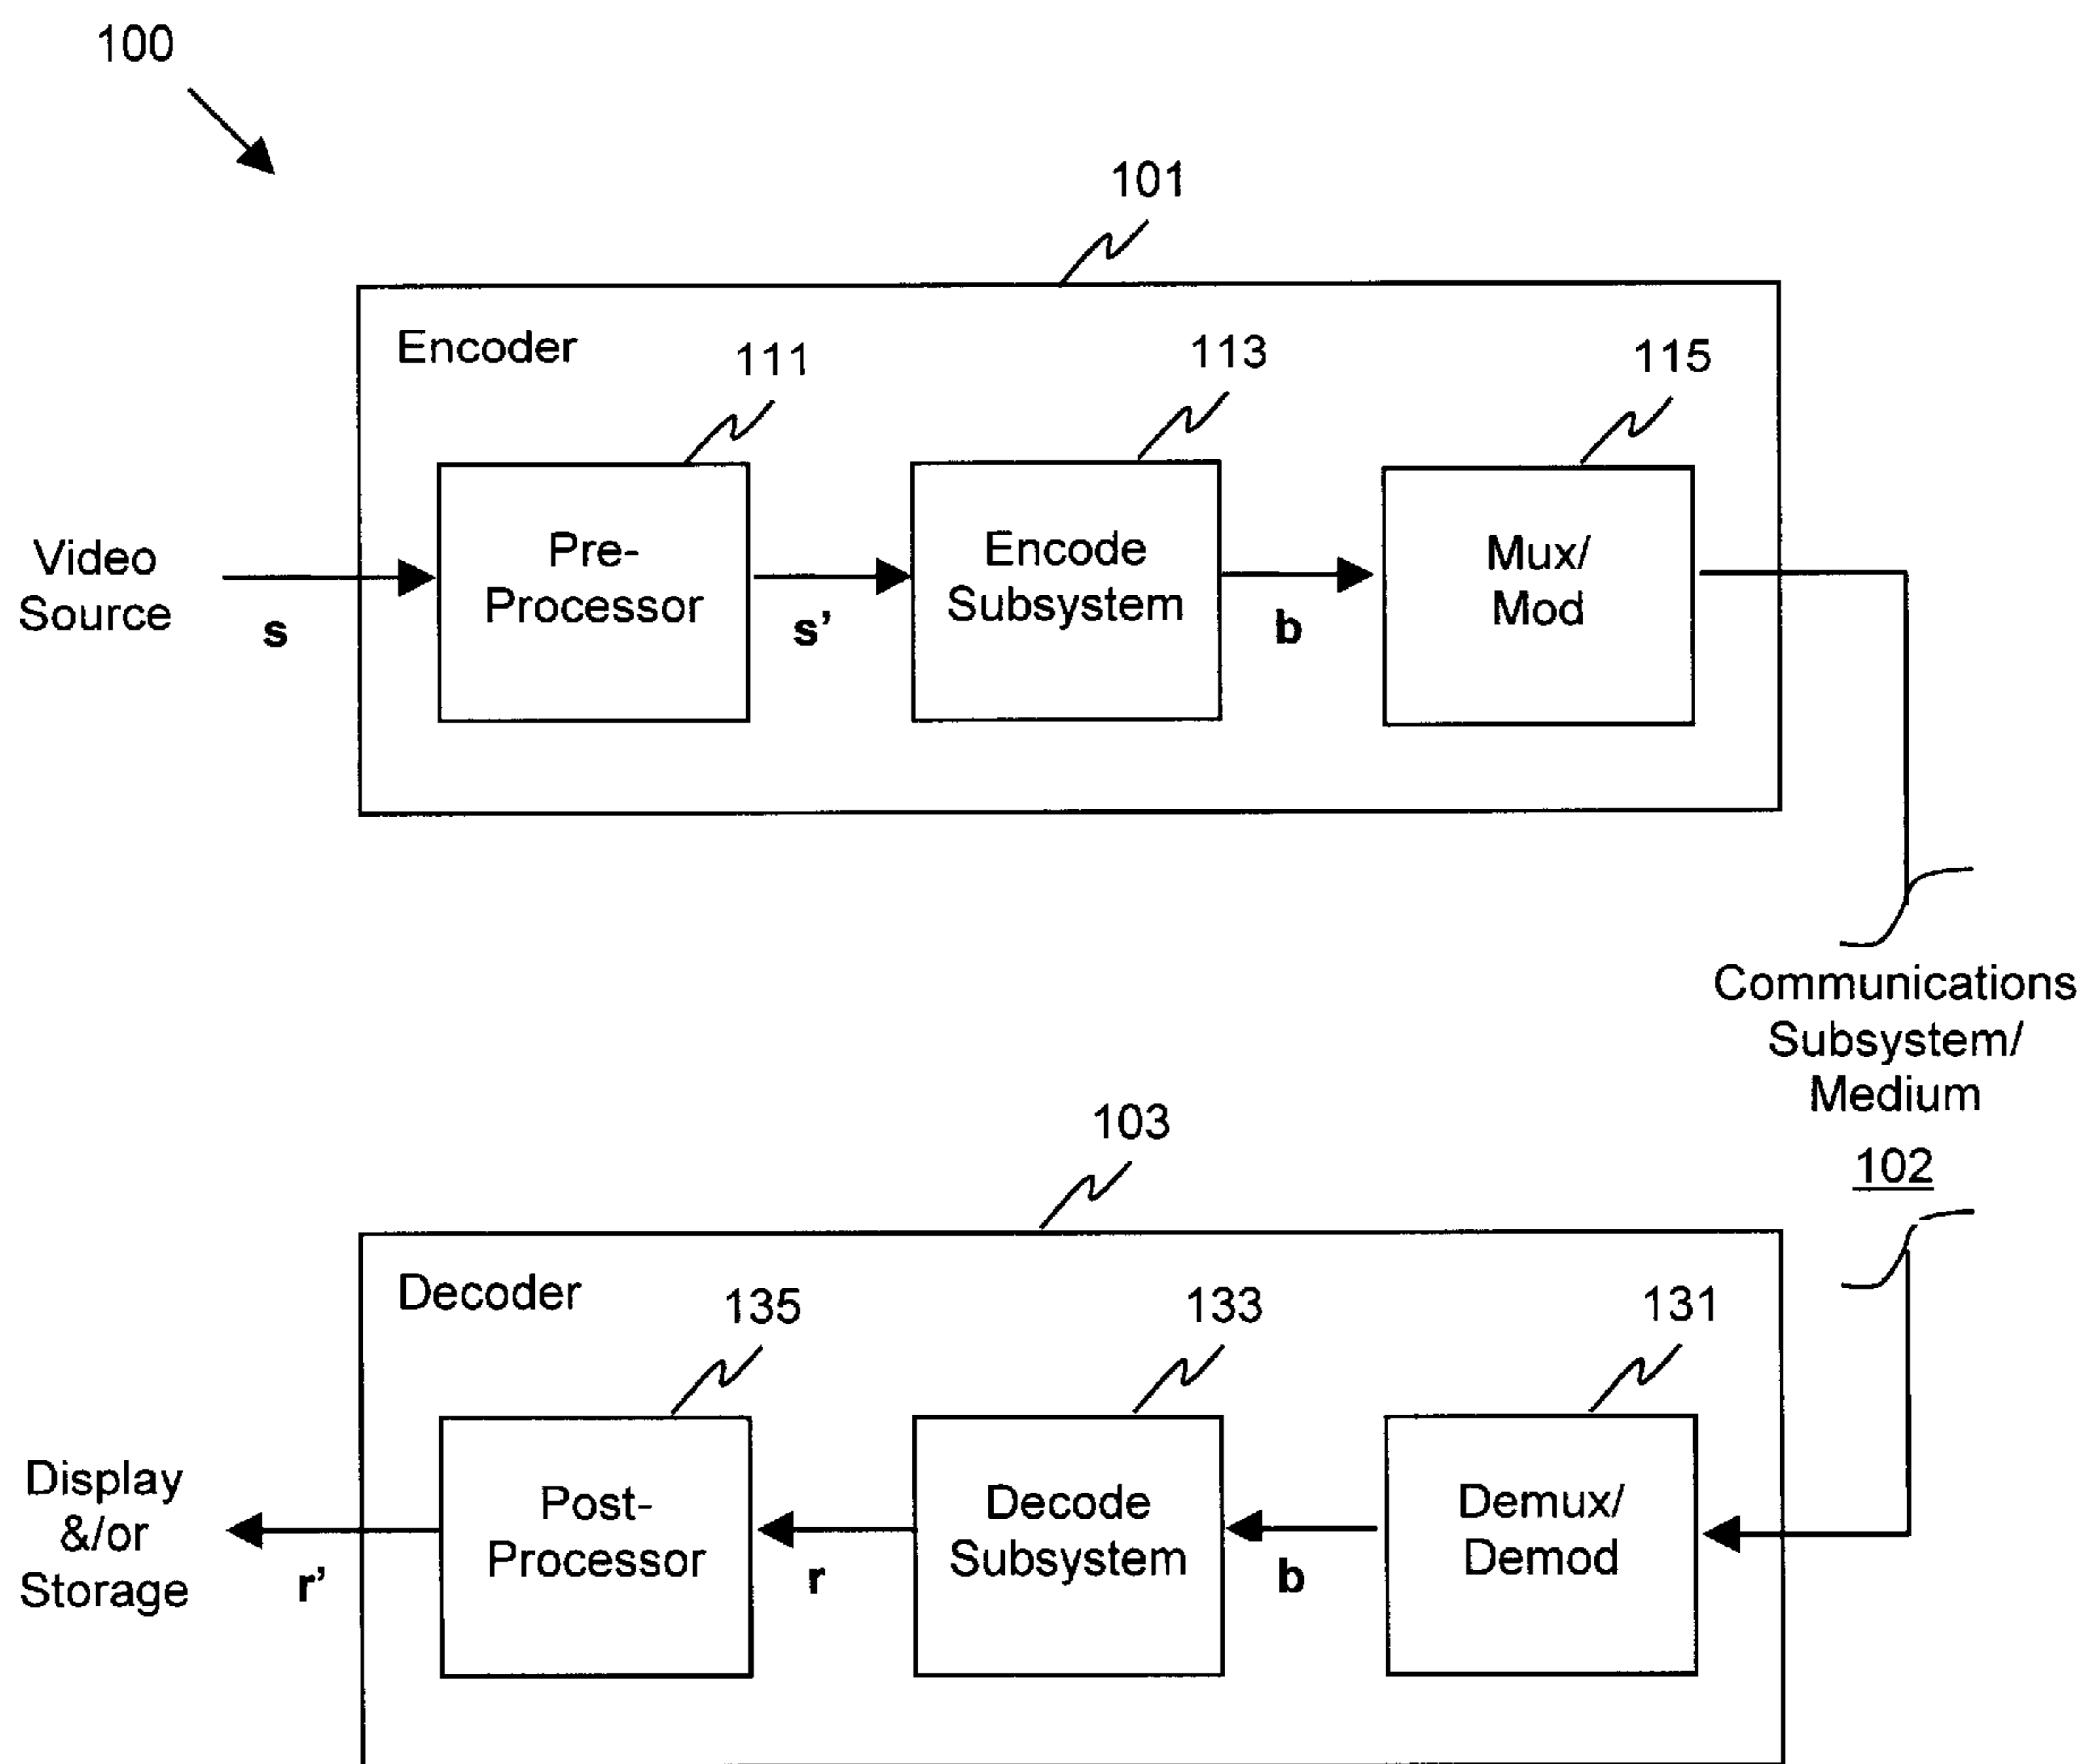 100
101
Encoder
111
113
115
Video
Source
s
Pre-
Processor
s’
Encode
Subsystem
b
Mux/
Mod
Communications
Subsystem/
Medium
102
103
Decoder
135
133
131
Display
&/or
Storage
r’
Post-
Processor
r
Decode
Subsystem
b
Demux/
Demod